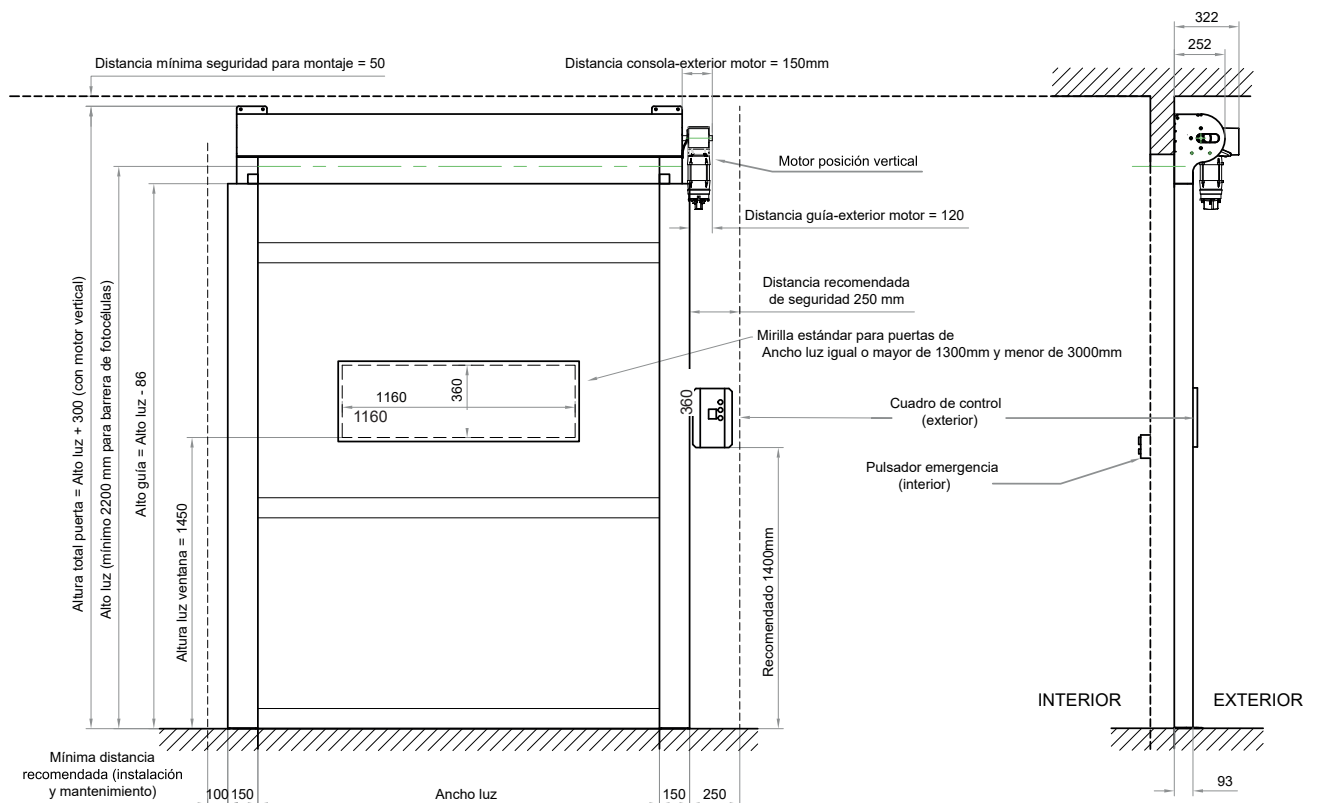 322
252
Distancia mínima seguridad para montaje = 50
Distancia consola-exterior motor = 150mm
Motor posición vertical
Distancia guía-exterior motor = 120
Distancia recomendada
de seguridad 250 mm
Mirilla estándar para puertas de
Ancho luz igual o mayor de 1300mm y menor de 3000mm
1160
360
1160
360
Cuadro de control
(exterior)
Pulsador emergencia
(interior)
Altura total puerta = Alto luz + 300 (con motor vertical)
Alto luz (mínimo 2200 mm para barrera de fotocélulas)
Alto guía = Alto luz - 86
Altura luz ventana = 1450
Recomendado 1400mm
INTERIOR
EXTERIOR
Mínima distancia
recomendada (instalación
y mantenimiento)
100
150
Ancho luz
150
250
93